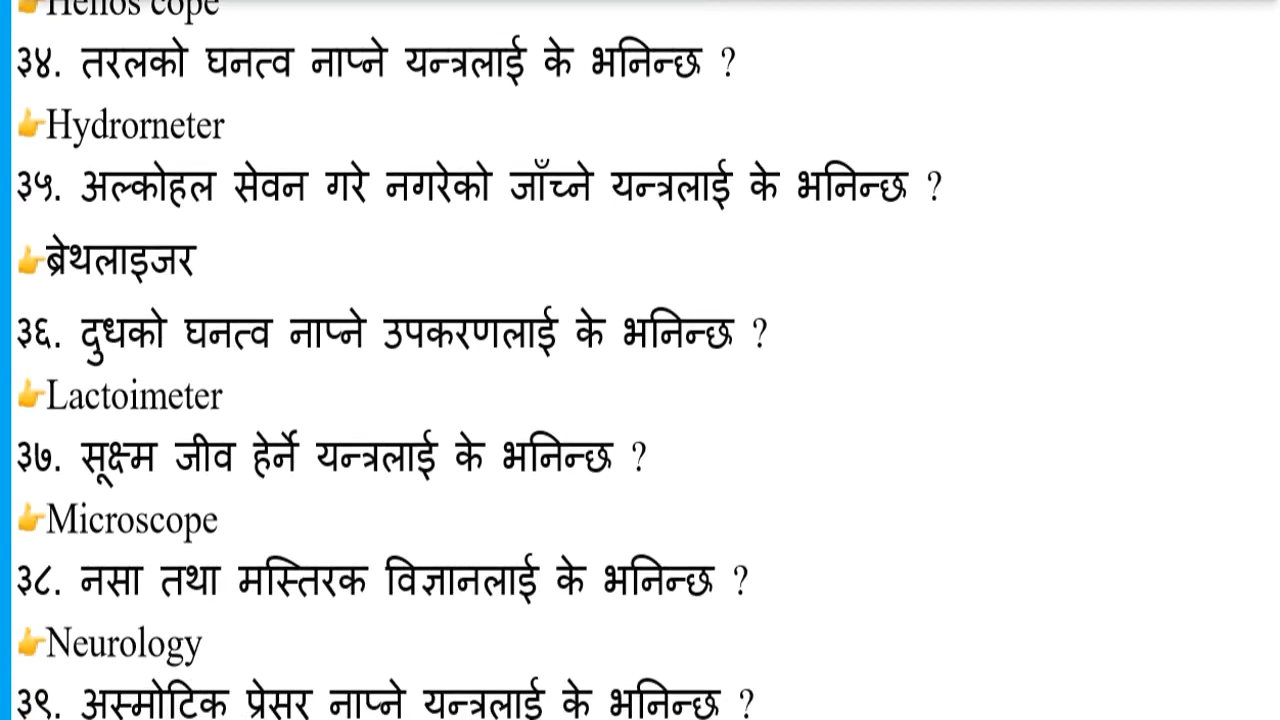 👉Helios cope
३४. तरलको घनत्व नाप्ने यन्त्रलाई के भनिन्छ ?
👉Hydrorneter
३५. अल्कोहल सेवन गरे नगरेको जाँच्ने यन्त्रलाई के भनिन्छ ?
👉ब्रेथलाइजर
३६. दुधको घनत्व नाप्ने उपकरणलाई के भनिन्छ ?
👉Lactoimeter
३७. सूक्ष्म जीव हेर्ने यन्त्रलाई के भनिन्छ ?
👉Microscope
३८. नसा तथा मस्तिरक विज्ञानलाई के भनिन्छ ?
👉Neurology
३९. अस्मोटिक प्रेसर नाप्ने यन्त्रलाई के भनिन्छ ?